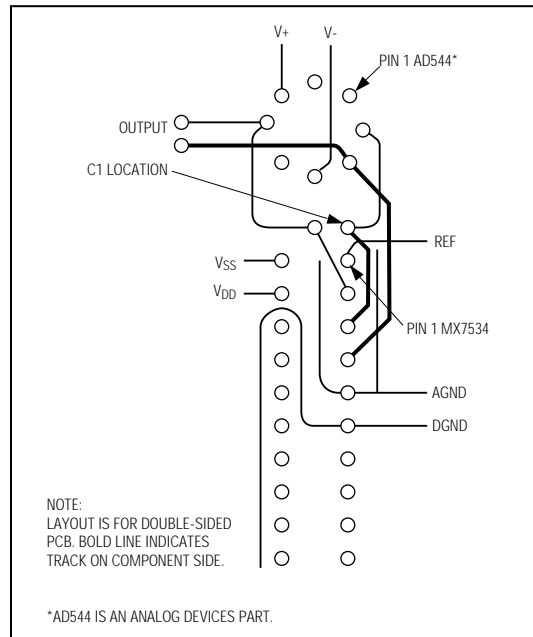 V+
V-
PIN 1 AD544*
OUTPUT
C1 LOCATION
REF
VSS
VDD
PIN 1 MX7534
AGND
DGND
NOTE:
LAYOUT IS FOR DOUBLE-SIDED
PCB. BOLD LINE INDICATES
TRACK ON COMPONENT SIDE.
*AD544 IS AN ANALOG DEVICES PART.